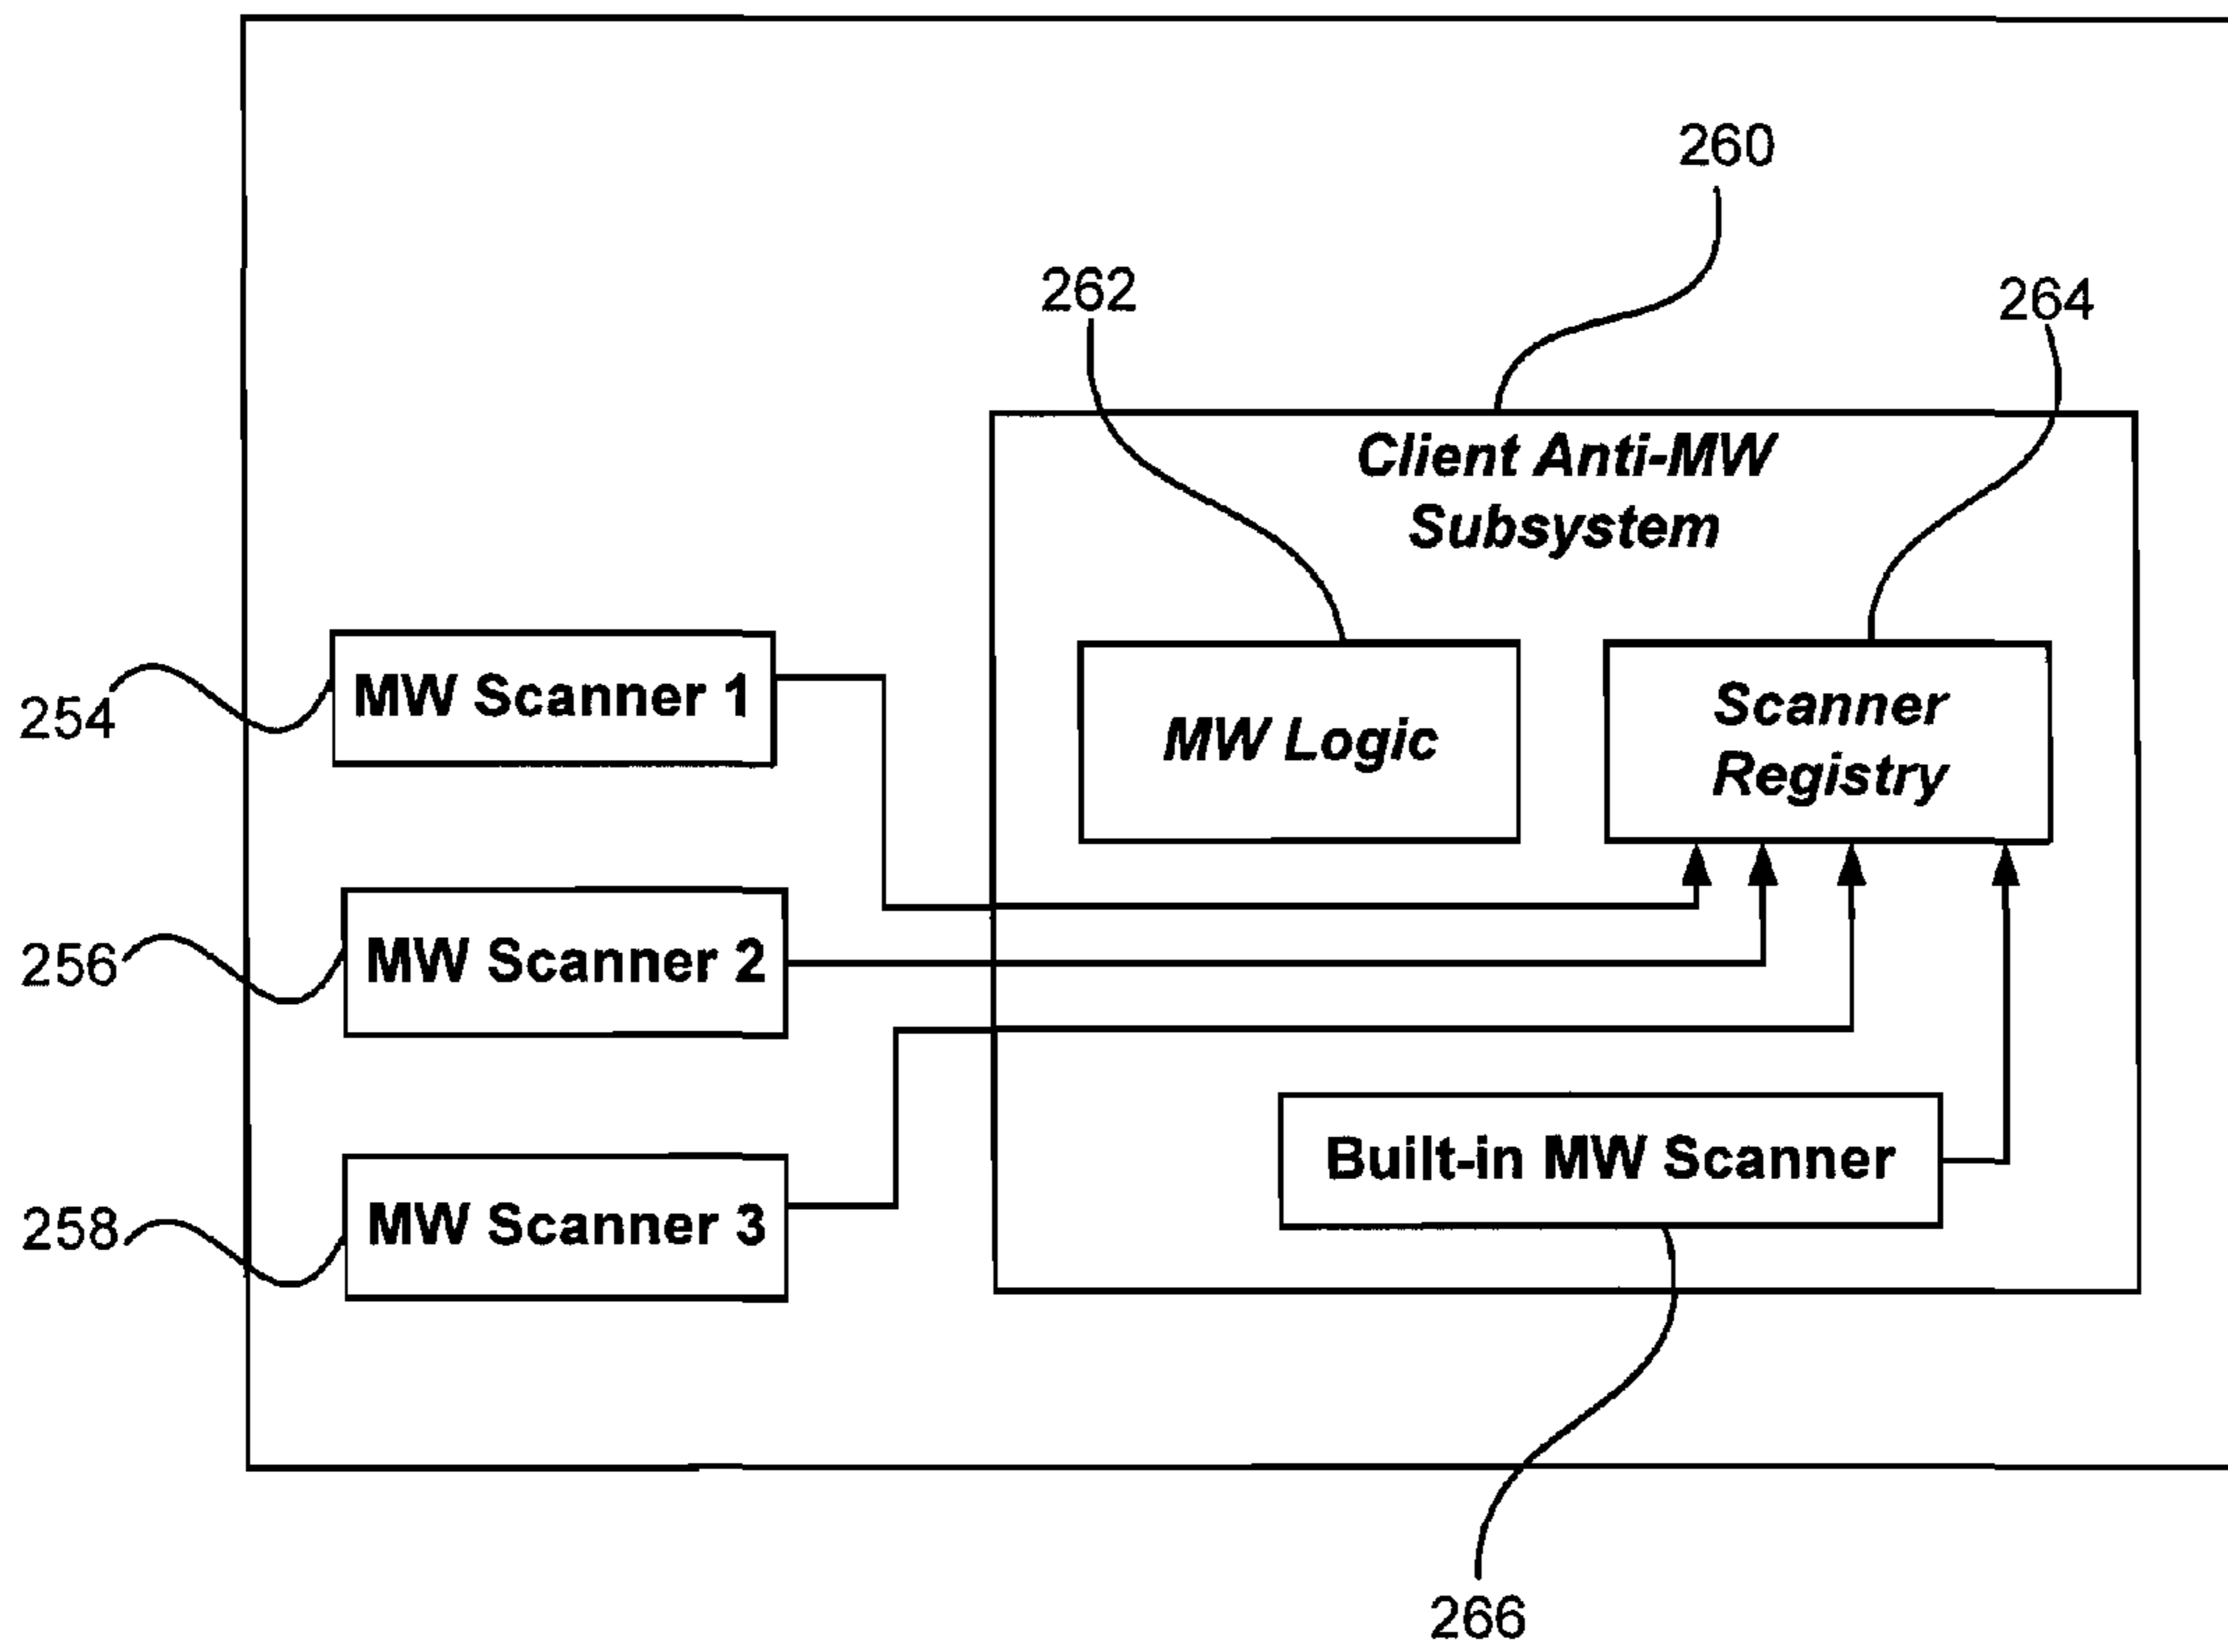 260
262
264
Client Anti-MW
Subsystem
254
MW Scanner 1
MW Logic
Scanner
Registry
256
MW Scanner 2
258
MW Scanner 3
Built-in MW Scanner
266